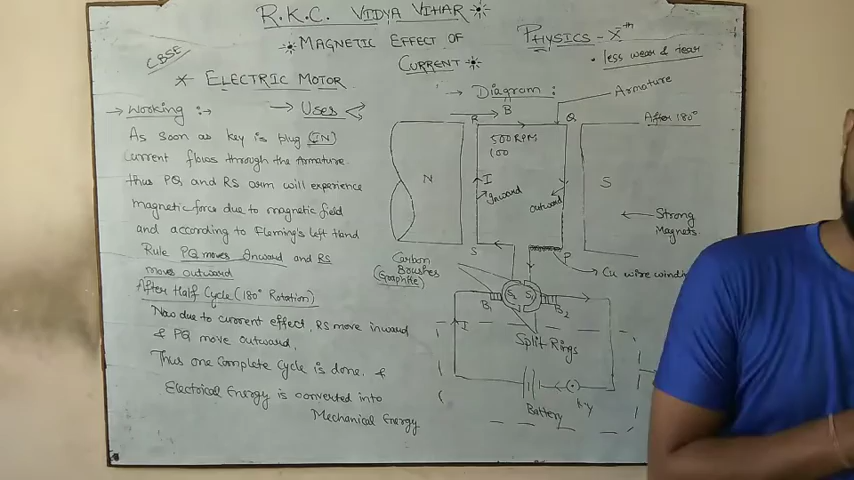 R.K.C. VIDYA VIHAR
CBSE
MAGNETIC EFFECT OF
CURRENT
PHYSICS - Xth
• less wear & tear
* ELECTRIC MOTOR
→ Working :→
→ Uses
As soon as key is plug (IN)
current flows through the Armature.
thus PQ and RS arm will experience
magnetic force due to magnetic field
and according to Fleming's left Hand
Rule PQ moves Inward and RS
moves outward
After Half Cycle (180° Rotation)
Now due to current effect, RS move inward
& PQ move outward.
Thus one Complete Cycle is done. &
Electrical Energy is converted into
Mechanical Energy
→ Diagram :
Armature
After 180°
B
R
Q
500 RPM
100
N
I
Inward
outward
S
Strong
Magnets
S
P
Cu wire windi
Carbon
Brushes
(Graphite)
S2
S1
B1
B2
I
Split Rings
Battery
key